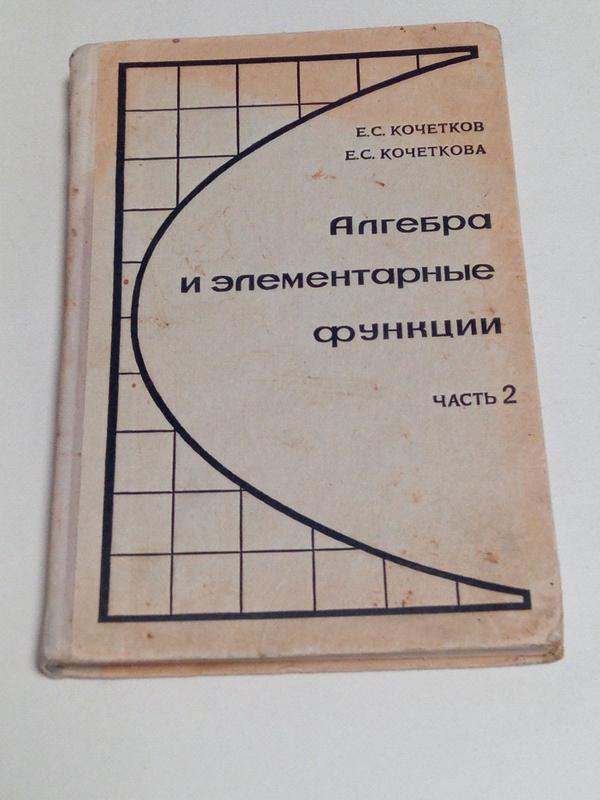 Е.С. КОЧЕТКОВ
Е.С. КОЧЕТКОВА
Алгебра
и элементарные
функции
ЧАСТЬ 2